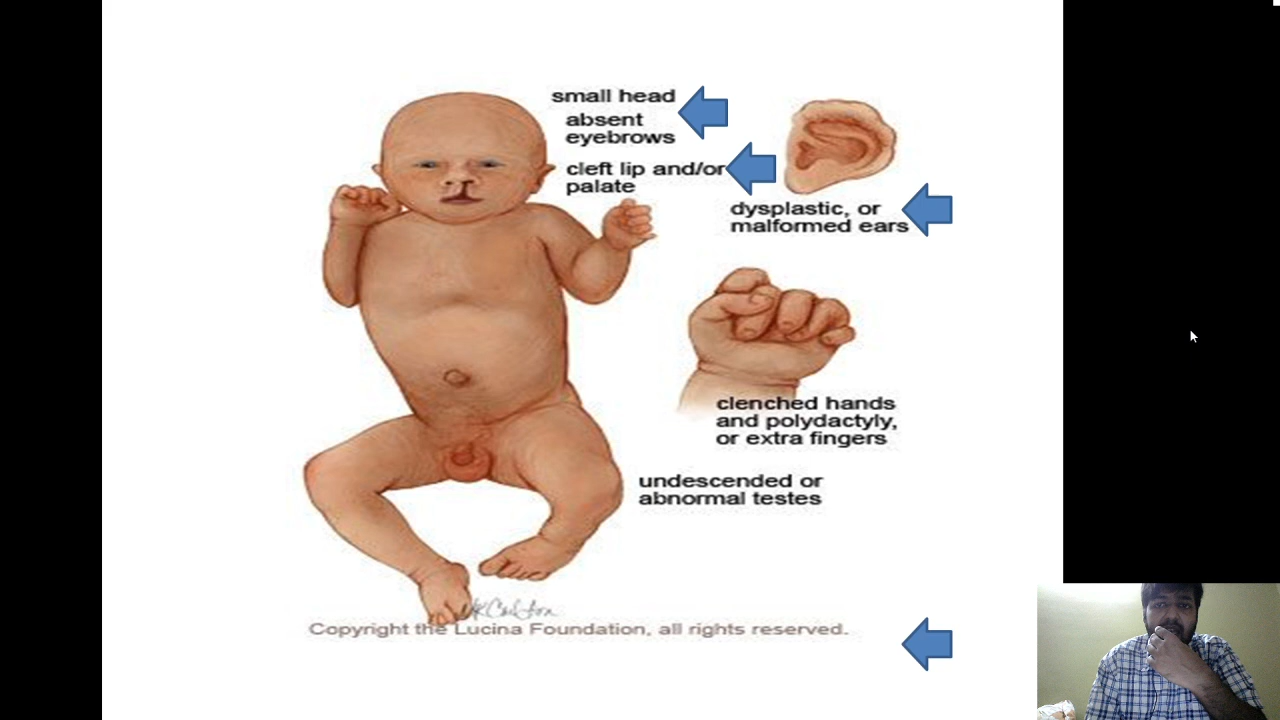 small head
absent
eyebrows
cleft lip and/or
palate
dysplastic, or
malformed ears
clenched hands
and polydactyly,
or extra fingers
undescended or
abnormal testes
Copyright the Lucina Foundation, all rights reserved.